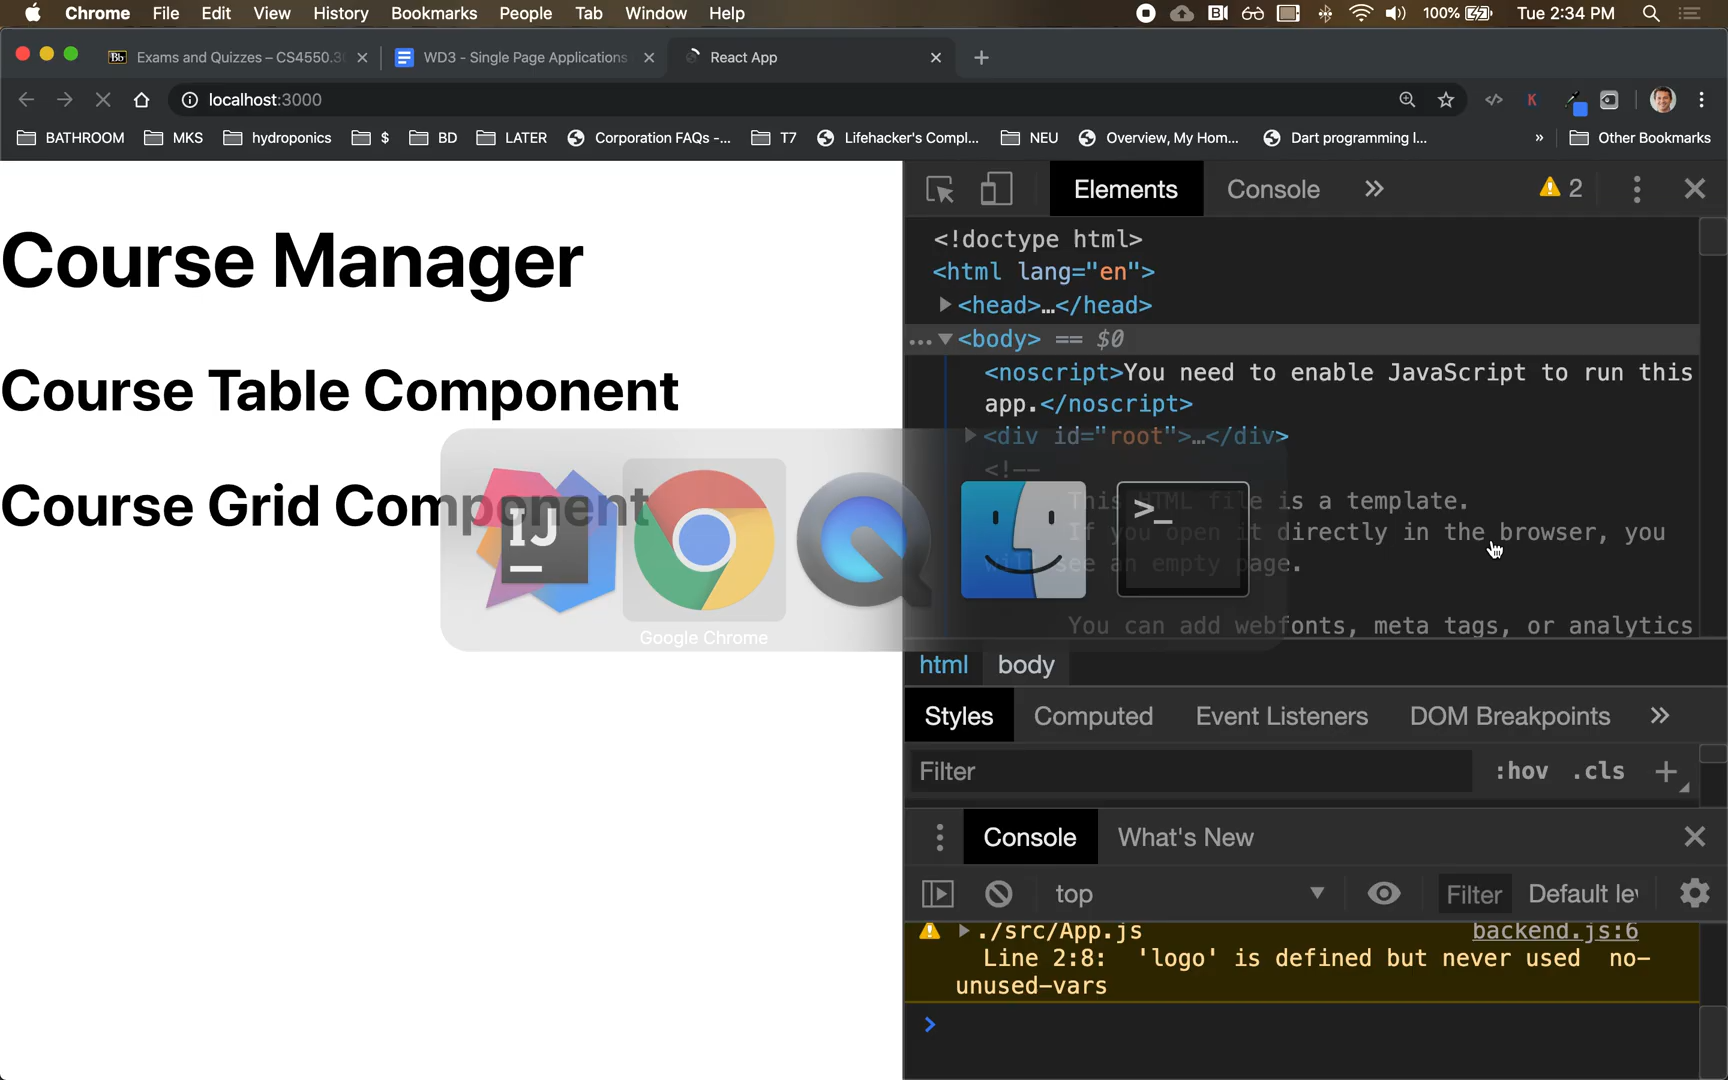 Chrome File Edit View History Bookmarks People Tab Window Help 100% Tue 2:34 PM
Bb Exams and Quizzes – CS4550.3 WD3 - Single Page Applications React App
localhost:3000
BATHROOM MKS hydroponics $ BD LATER Corporation FAQs -... T7 Lifehacker's Compl... NEU Overview, My Hom... Dart programming l... » Other Bookmarks
Elements Console » 2
Course Manager
Course Table Component
Course Grid Component
<!doctype html>
<html lang="en">
<head>…</head>
… <body> == $0
<noscript>You need to enable JavaScript to run this
app.</noscript>
<div id="root">…</div>
<!--
This HTML file is a template.
If you open it directly in the browser, you
will see an empty page.
You can add webfonts, meta tags, or analytics
IJ
>_
Google Chrome
html body
Styles Computed Event Listeners DOM Breakpoints »
Filter :hov .cls +
Console What's New
top Filter Default le
./src/App.js backend.js:6
Line 2:8: 'logo' is defined but never used no-
unused-vars